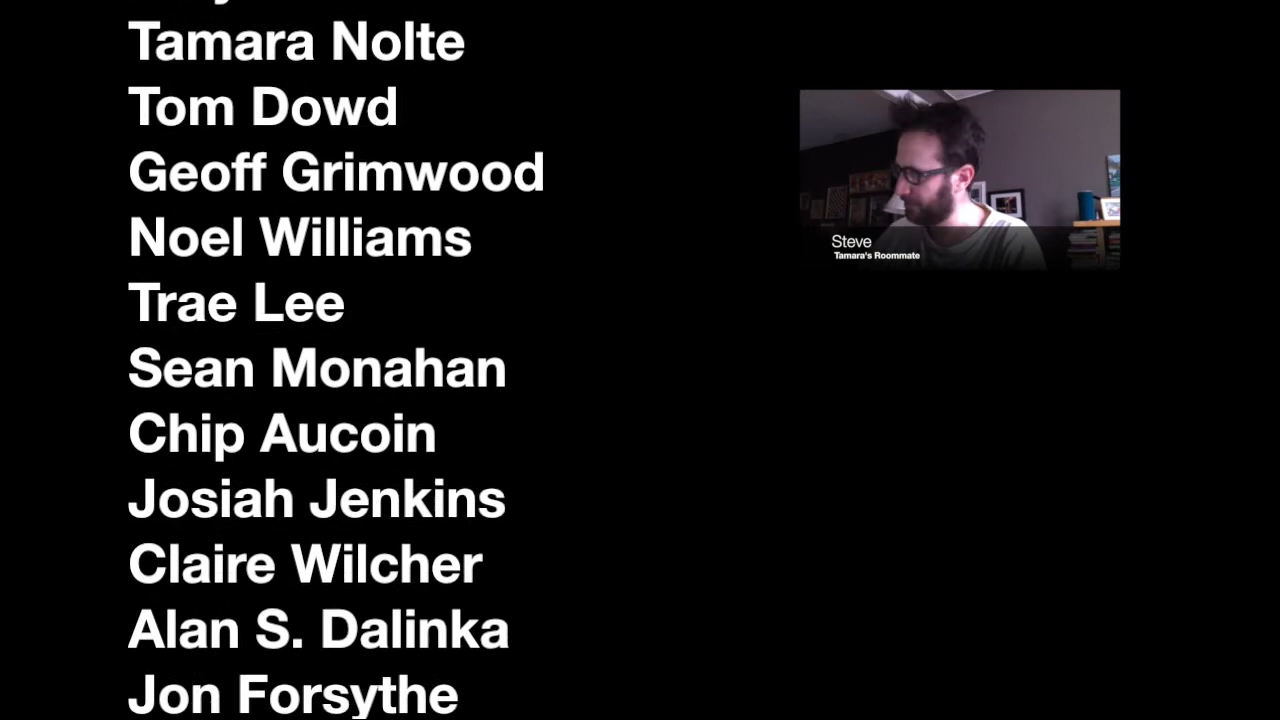 Tamara Nolte
Tom Dowd
Geoff Grimwood
Noel Williams
Trae Lee
Sean Monahan
Chip Aucoin
Josiah Jenkins
Claire Wilcher
Alan S. Dalinka
Jon Forsythe
Steve
Tamara's Roommate